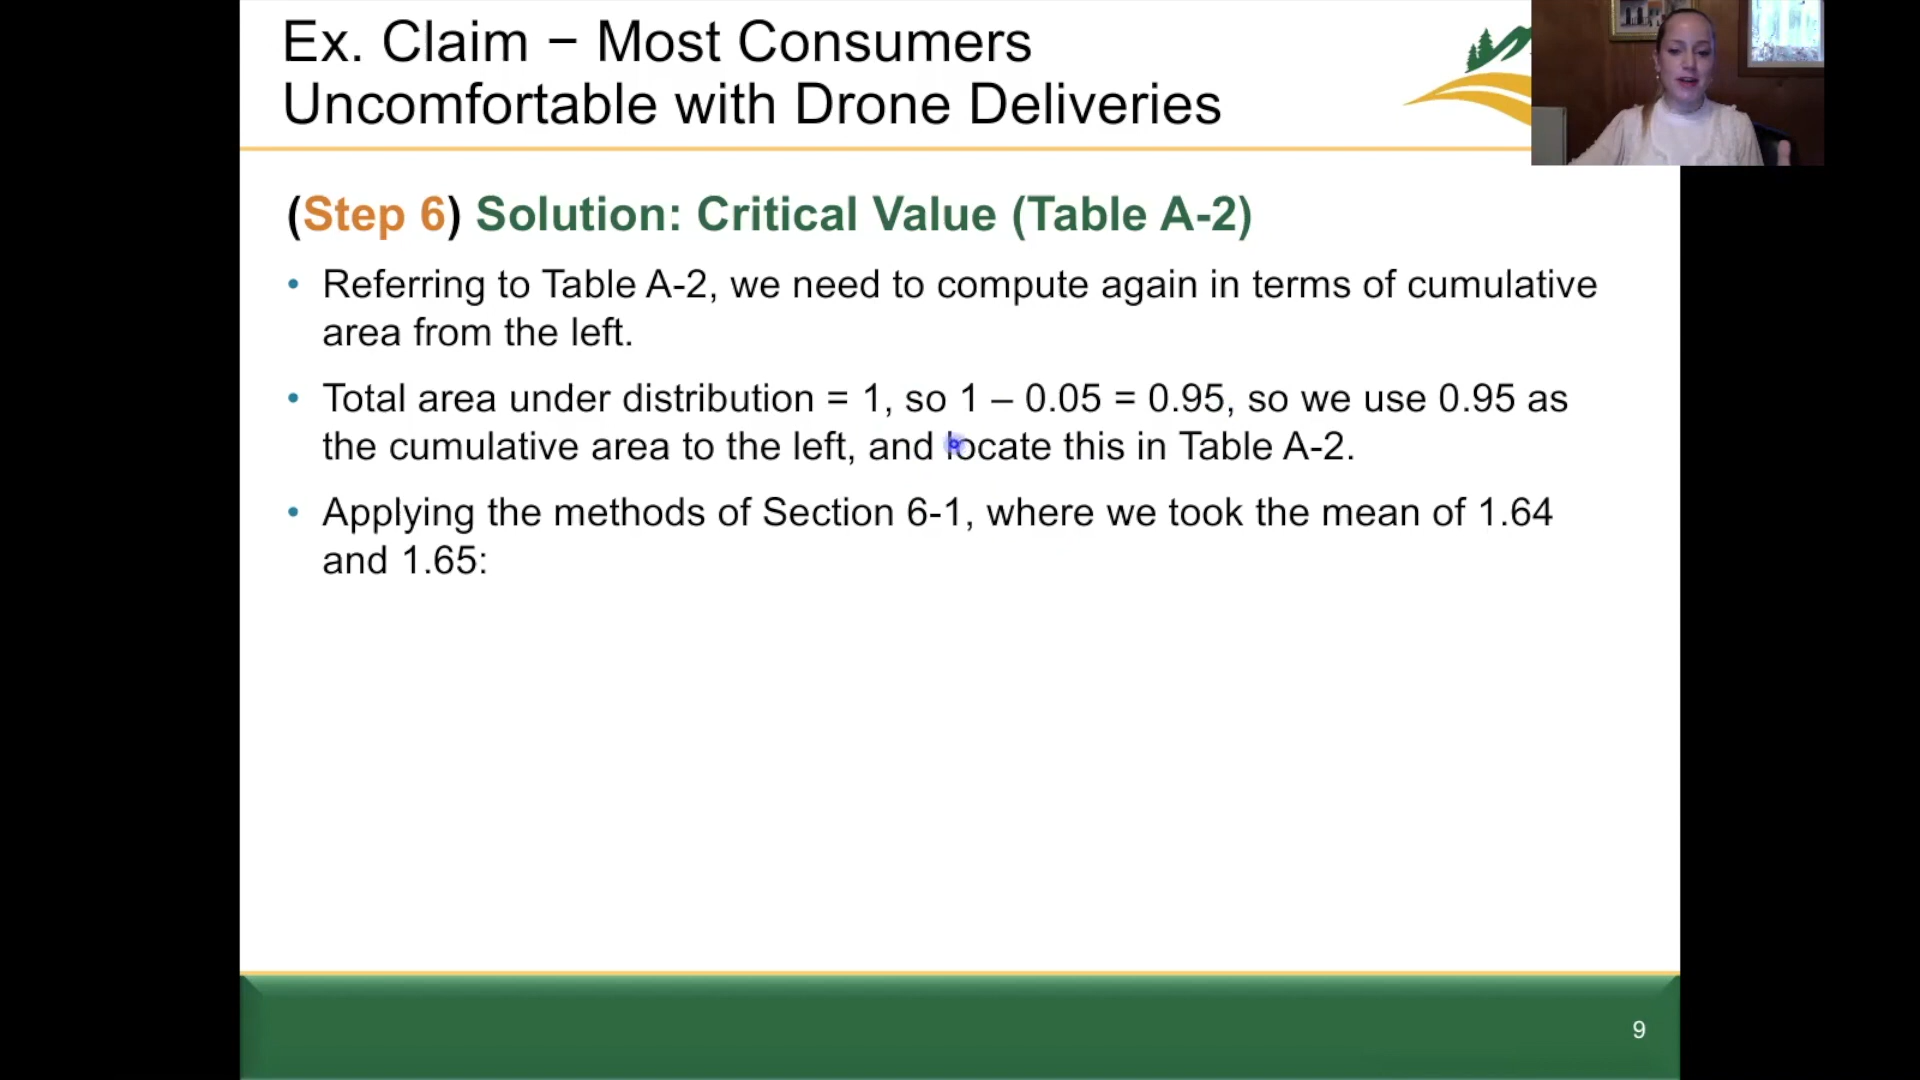 Ex. Claim − Most Consumers
Uncomfortable with Drone Deliveries
(Step 6) Solution: Critical Value (Table A-2)
• Referring to Table A-2, we need to compute again in terms of cumulative
area from the left.
• Total area under distribution = 1, so 1 – 0.05 = 0.95, so we use 0.95 as
the cumulative area to the left, and locate this in Table A-2.
• Applying the methods of Section 6-1, where we took the mean of 1.64
and 1.65:
9